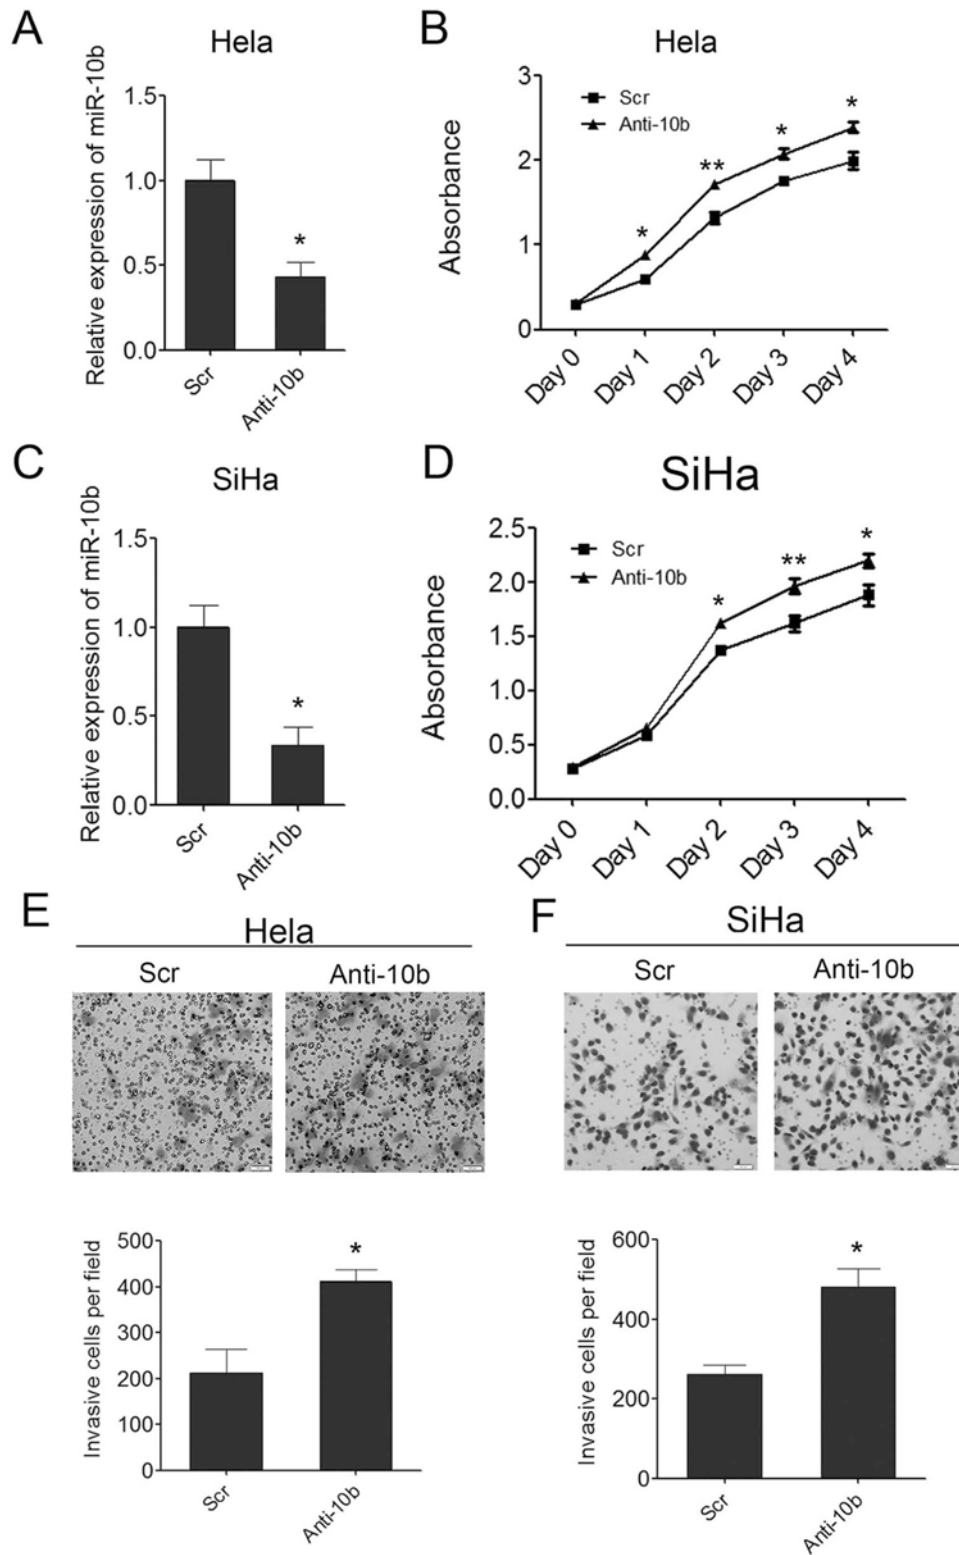 A
Hela
Relative expression of miR-10b
1.5
1.0
0.5
0.0
*
Scr
Anti-10b
B
Hela
Absorbance
3
2
1
0
Scr
Anti-10b
*
**
*
*
Day 0
Day 1
Day 2
Day 3
Day 4
C
SiHa
Relative expression of miR-10b
1.5
1.0
0.5
0.0
*
Scr
Anti-10b
D
SiHa
Absorbance
2.5
2.0
1.5
1.0
0.5
0.0
Scr
Anti-10b
*
**
*
Day 0
Day 1
Day 2
Day 3
Day 4
E
Hela
Scr
Anti-10b
Invasive cells per field
500
400
300
200
100
0
*
Scr
Anti-10b
F
SiHa
Scr
Anti-10b
Invasive cells per field
600
400
200
0
*
Scr
Anti-10b